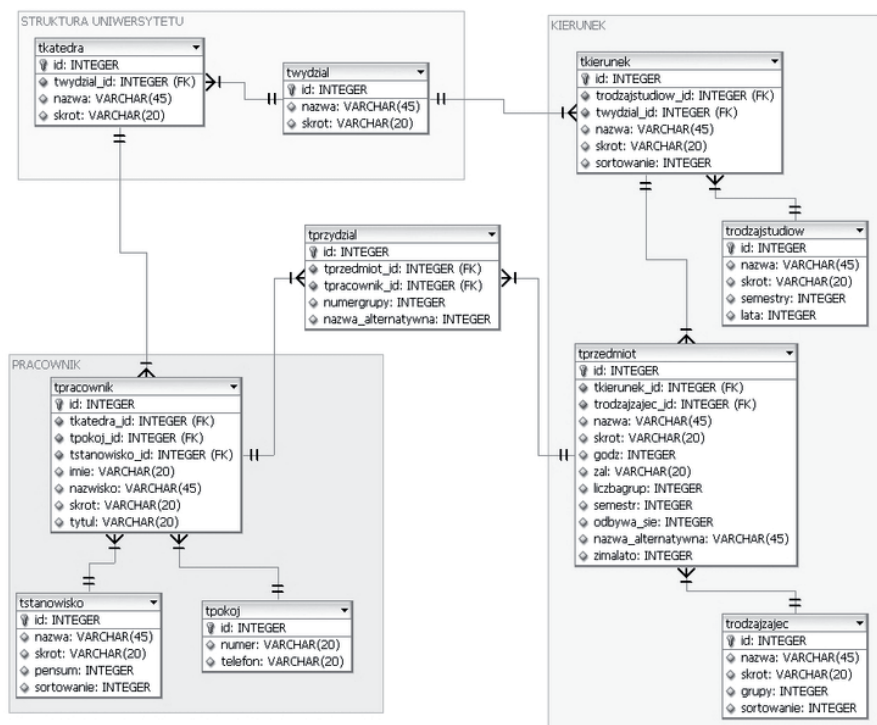 STRUKTURA UNIWERSYTETU
tkatedra
id: INTEGER
twydzial_id: INTEGER (FK)
nazwa: VARCHAR(45)
skrot: VARCHAR(20)
twydzial
id: INTEGER
nazwa: VARCHAR(45)
skrot: VARCHAR(20)
KIERUNEK
tkierunek
id: INTEGER
trodzajstudiow_id: INTEGER (FK)
twydzial_id: INTEGER (FK)
nazwa: VARCHAR(45)
skrot: VARCHAR(20)
sortowanie: INTEGER
trodzajstudiow
id: INTEGER
nazwa: VARCHAR(45)
skrot: VARCHAR(20)
semestry: INTEGER
lata: INTEGER
tprzydzial
id: INTEGER
tprzedmiot_id: INTEGER (FK)
tpracownik_id: INTEGER (FK)
numergrupy: INTEGER
nazwa_alternatywna: INTEGER
PRACOWNIK
tpracownik
id: INTEGER
tkatedra_id: INTEGER (FK)
tpokoj_id: INTEGER (FK)
tstanowisko_id: INTEGER (FK)
imie: VARCHAR(20)
nazwisko: VARCHAR(45)
skrot: VARCHAR(20)
tytul: VARCHAR(20)
tstanowisko
id: INTEGER
nazwa: VARCHAR(45)
skrot: VARCHAR(20)
pensum: INTEGER
sortowanie: INTEGER
tpokoj
id: INTEGER
numer: VARCHAR(20)
telefon: VARCHAR(20)
tprzedmiot
id: INTEGER
tkierunek_id: INTEGER (FK)
trodzajzajec_id: INTEGER (FK)
nazwa: VARCHAR(45)
skrot: VARCHAR(20)
godz: INTEGER
zal: VARCHAR(20)
liczbagrup: INTEGER
semestr: INTEGER
odbywa_sie: INTEGER
nazwa_alternatywna: VARCHAR(45)
zimalato: INTEGER
trodzajzajec
id: INTEGER
nazwa: VARCHAR(45)
skrot: VARCHAR(20)
grupy: INTEGER
sortowanie: INTEGER